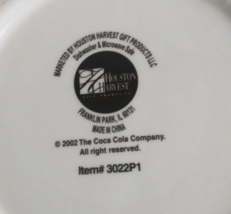 MARKETED BY HOUSTON HARVEST GIFT PRODUCTS LLC
Dishwasher & Microwave Safe
HOUSTON
HARVEST
FRANKLIN PARK, IL 60131
MADE IN CHINA
© 2002 The Coca Cola Company.
All right reserved.
Item# 3022P1